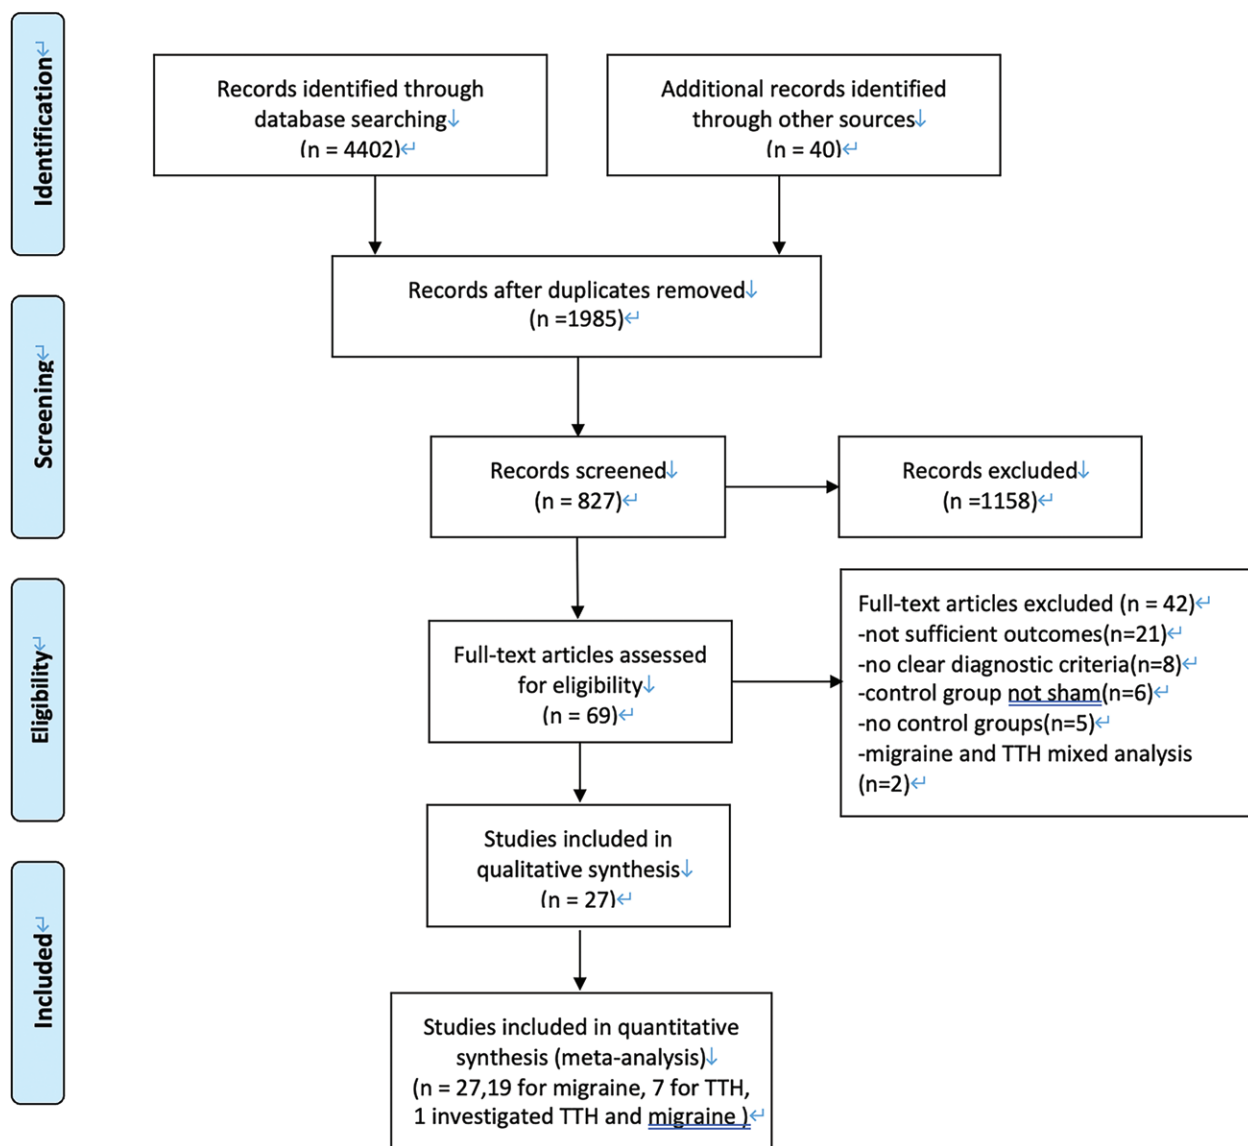 Identification
Records identified through
database searching↓
(n = 4402)↵
Additional records identified
through other sources↓
(n = 40)↵
Records after duplicates removed↓
(n =1985)↵
Screening
Records screened↓
(n = 827)↵
Records excluded↓
(n =1158)↵
Eligibility
Full-text articles assessed
for eligibility↓
(n = 69)↵
Full-text articles excluded (n = 42)↵
-not sufficient outcomes(n=21)↵
-no clear diagnostic criteria(n=8)↵
-control group not sham(n=6)↵
-no control groups(n=5)↵
-migraine and TTH mixed analysis
(n=2)↵
Studies included in
qualitative synthesis↓
(n = 27)↵
Included
Studies included in quantitative
synthesis (meta-analysis)↓
(n = 27,19 for migraine, 7 for TTH,
1 investigated TTH and migraine )↵